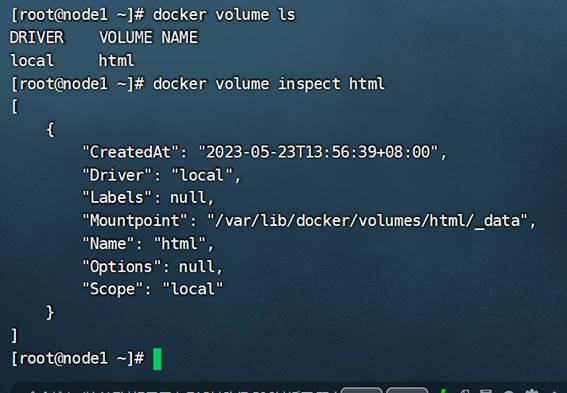 [root@node1 ~]# docker volume ls
DRIVER    VOLUME NAME
local     html
[root@node1 ~]# docker volume inspect html
[
    {
        "CreatedAt": "2023-05-23T13:56:39+08:00",
        "Driver": "local",
        "Labels": null,
        "Mountpoint": "/var/lib/docker/volumes/html/_data",
        "Name": "html",
        "Options": null,
        "Scope": "local"
    }
]
[root@node1 ~]#